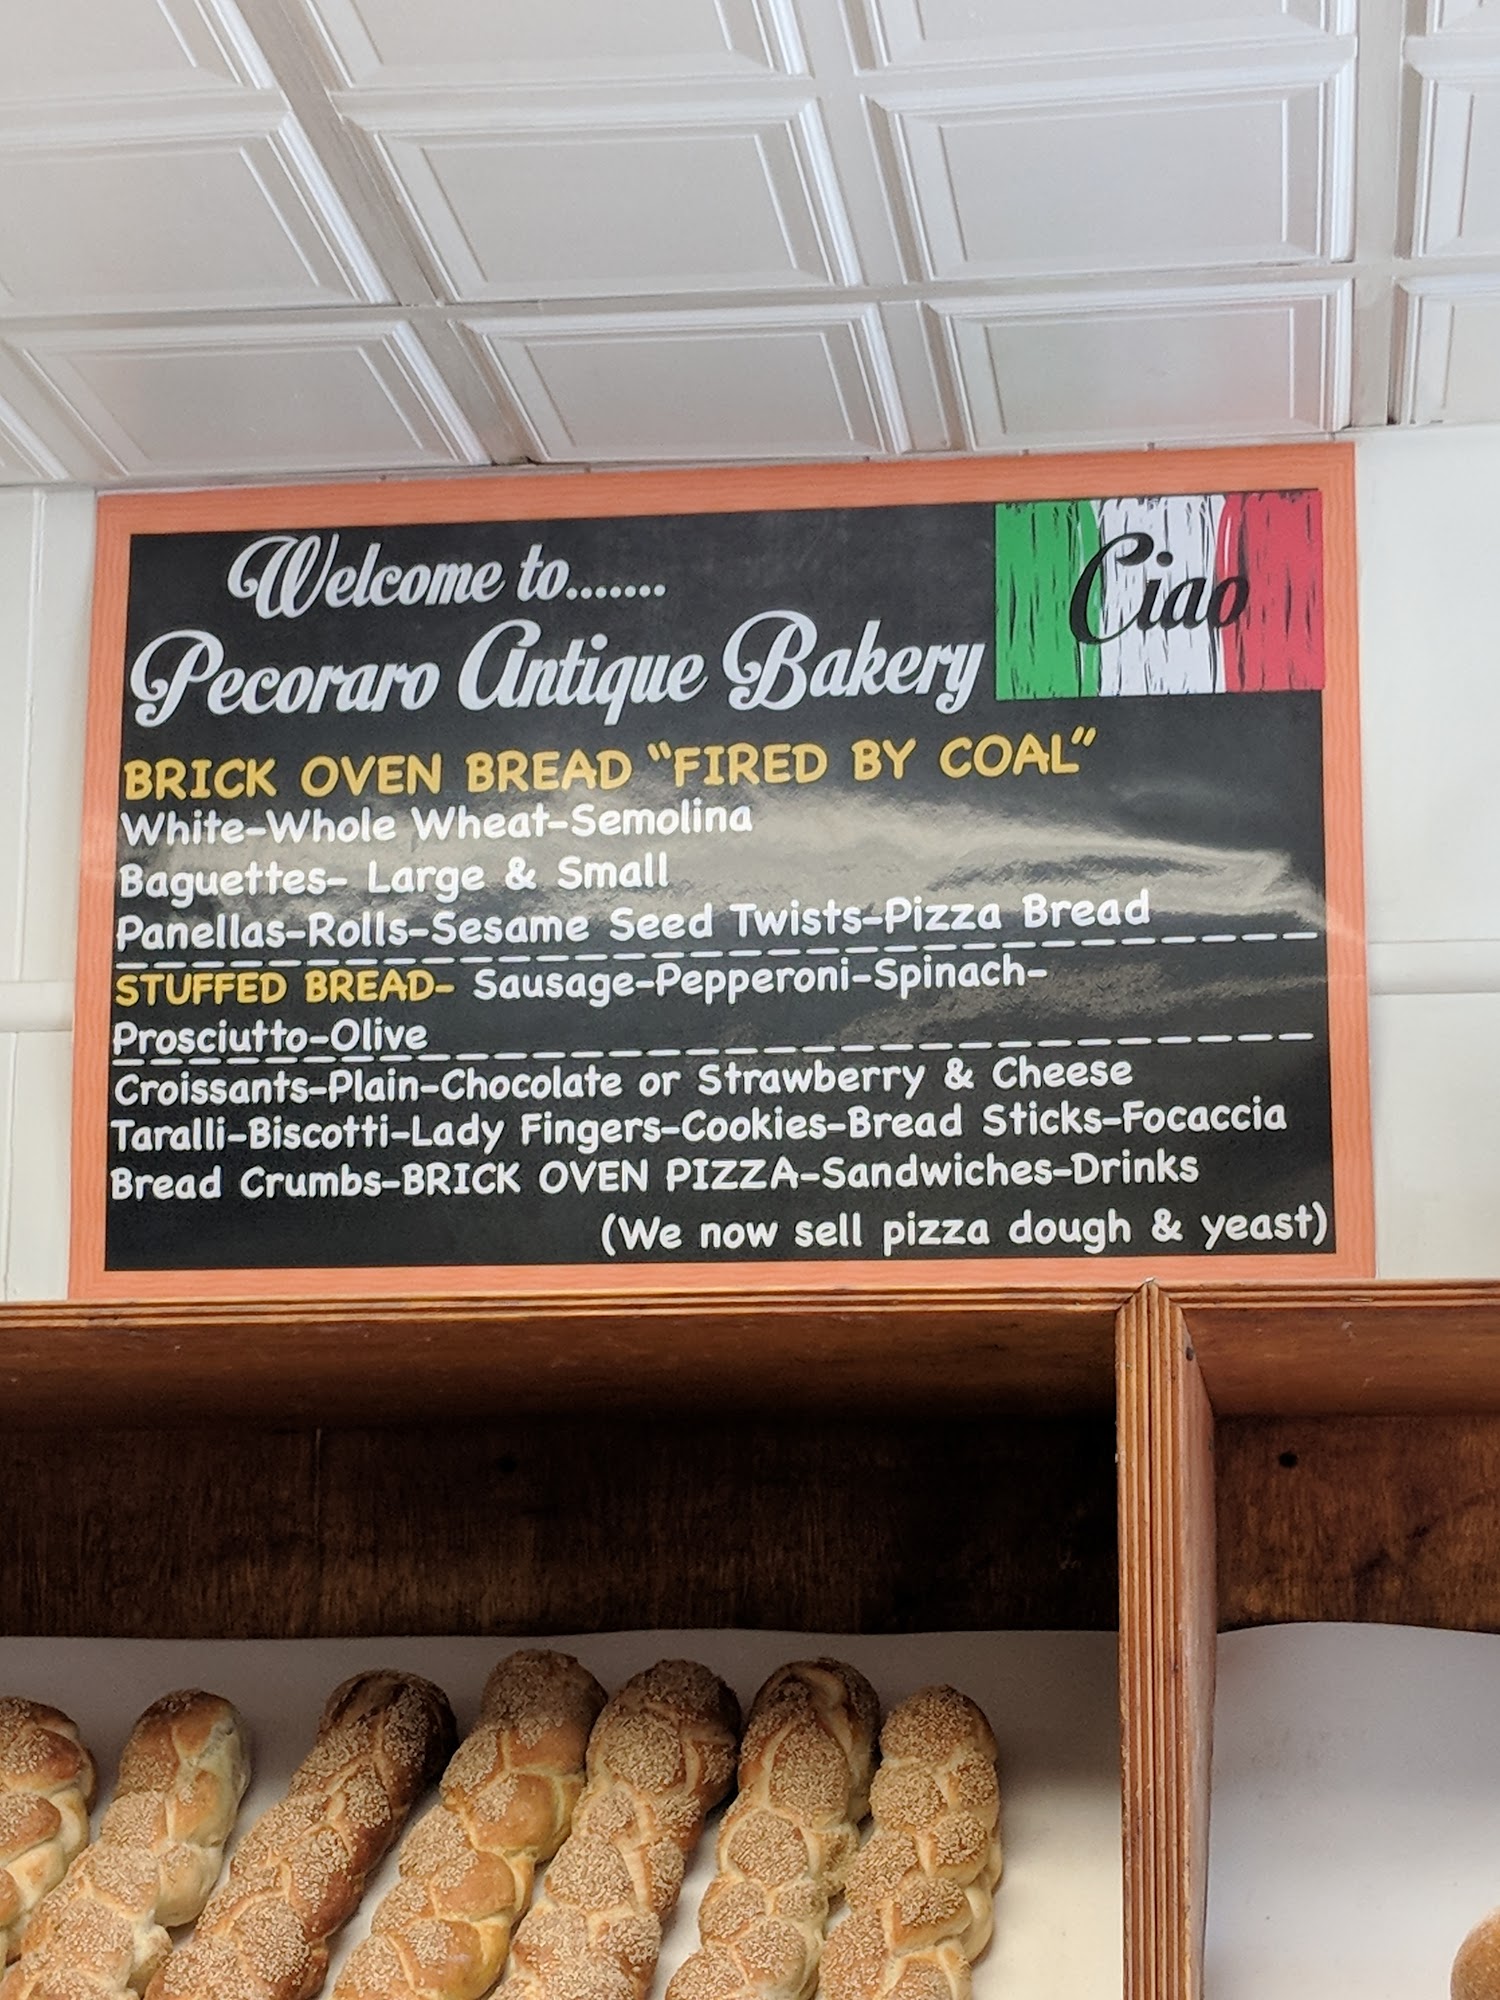 Welcome to.......
Ciao
Pecoraro Antique Bakery
BRICK OVEN BREAD “FIRED BY COAL”
White-Whole Wheat-Semolina
Baguettes- Large & Small
Panellas-Rolls-Sesame Seed Twists-Pizza Bread
STUFFED BREAD- Sausage-Pepperoni-Spinach-
Prosciutto-Olive
Croissants-Plain-Chocolate or Strawberry & Cheese
Taralli-Biscotti-Lady Fingers-Cookies-Bread Sticks-Focaccia
Bread Crumbs-BRICK OVEN PIZZA-Sandwiches-Drinks
(We now sell pizza dough & yeast)